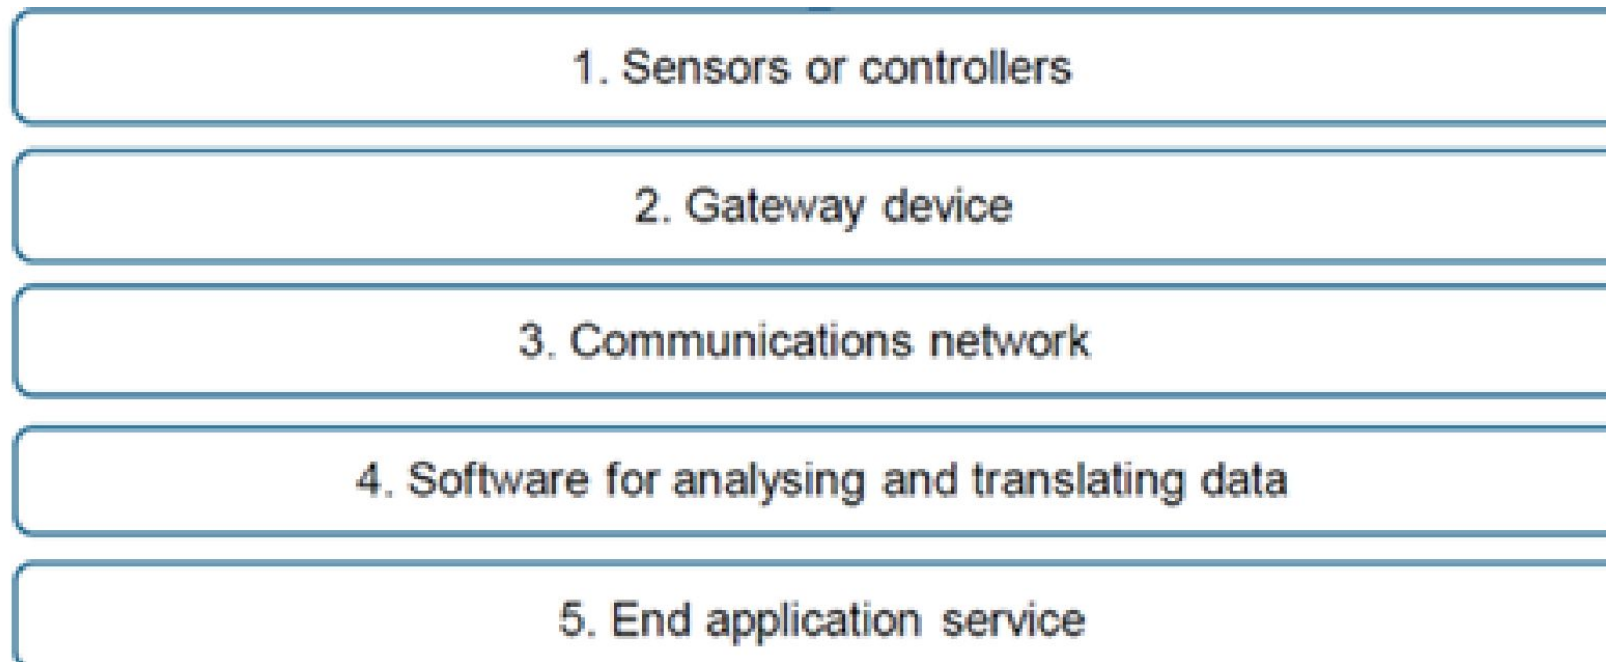 1. Sensors or controllers
2. Gateway device
3. Communications network
4. Software for analysing and translating data
5. End application service